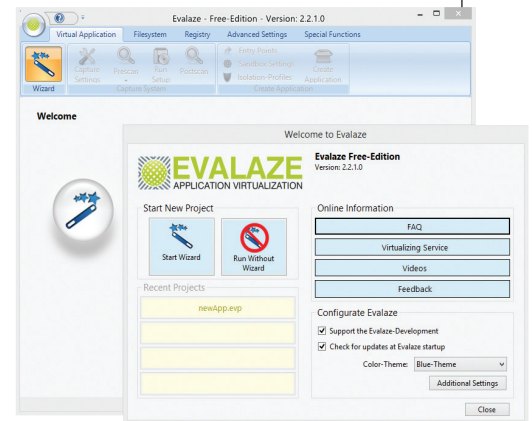 Evalaze - Free-Edition - Version: 2.2.1.0
Virtual Application Filesystem Registry Advanced Settings Special Functions
Wizard
Capture Settings
Prescan
Run Setup
Postscan
Capture System
Entry Points
Sandbox Settings
Isolation-Profiles
Create Application
Create Application
Welcome
Welcome to Evalaze
EVALAZE
APPLICATION VIRTUALIZATION
Evalaze Free-Edition
Version: 2.2.1.0
Start New Project
Start Wizard
Run Without Wizard
Recent Projects
newApp.evp
Online Information
FAQ
Virtualizing Service
Videos
Feedback
Configurate Evalaze
Support the Evalaze-Development
Check for updates at Evalaze startup
Color-Theme: Blue-Theme
Additional Settings
Close